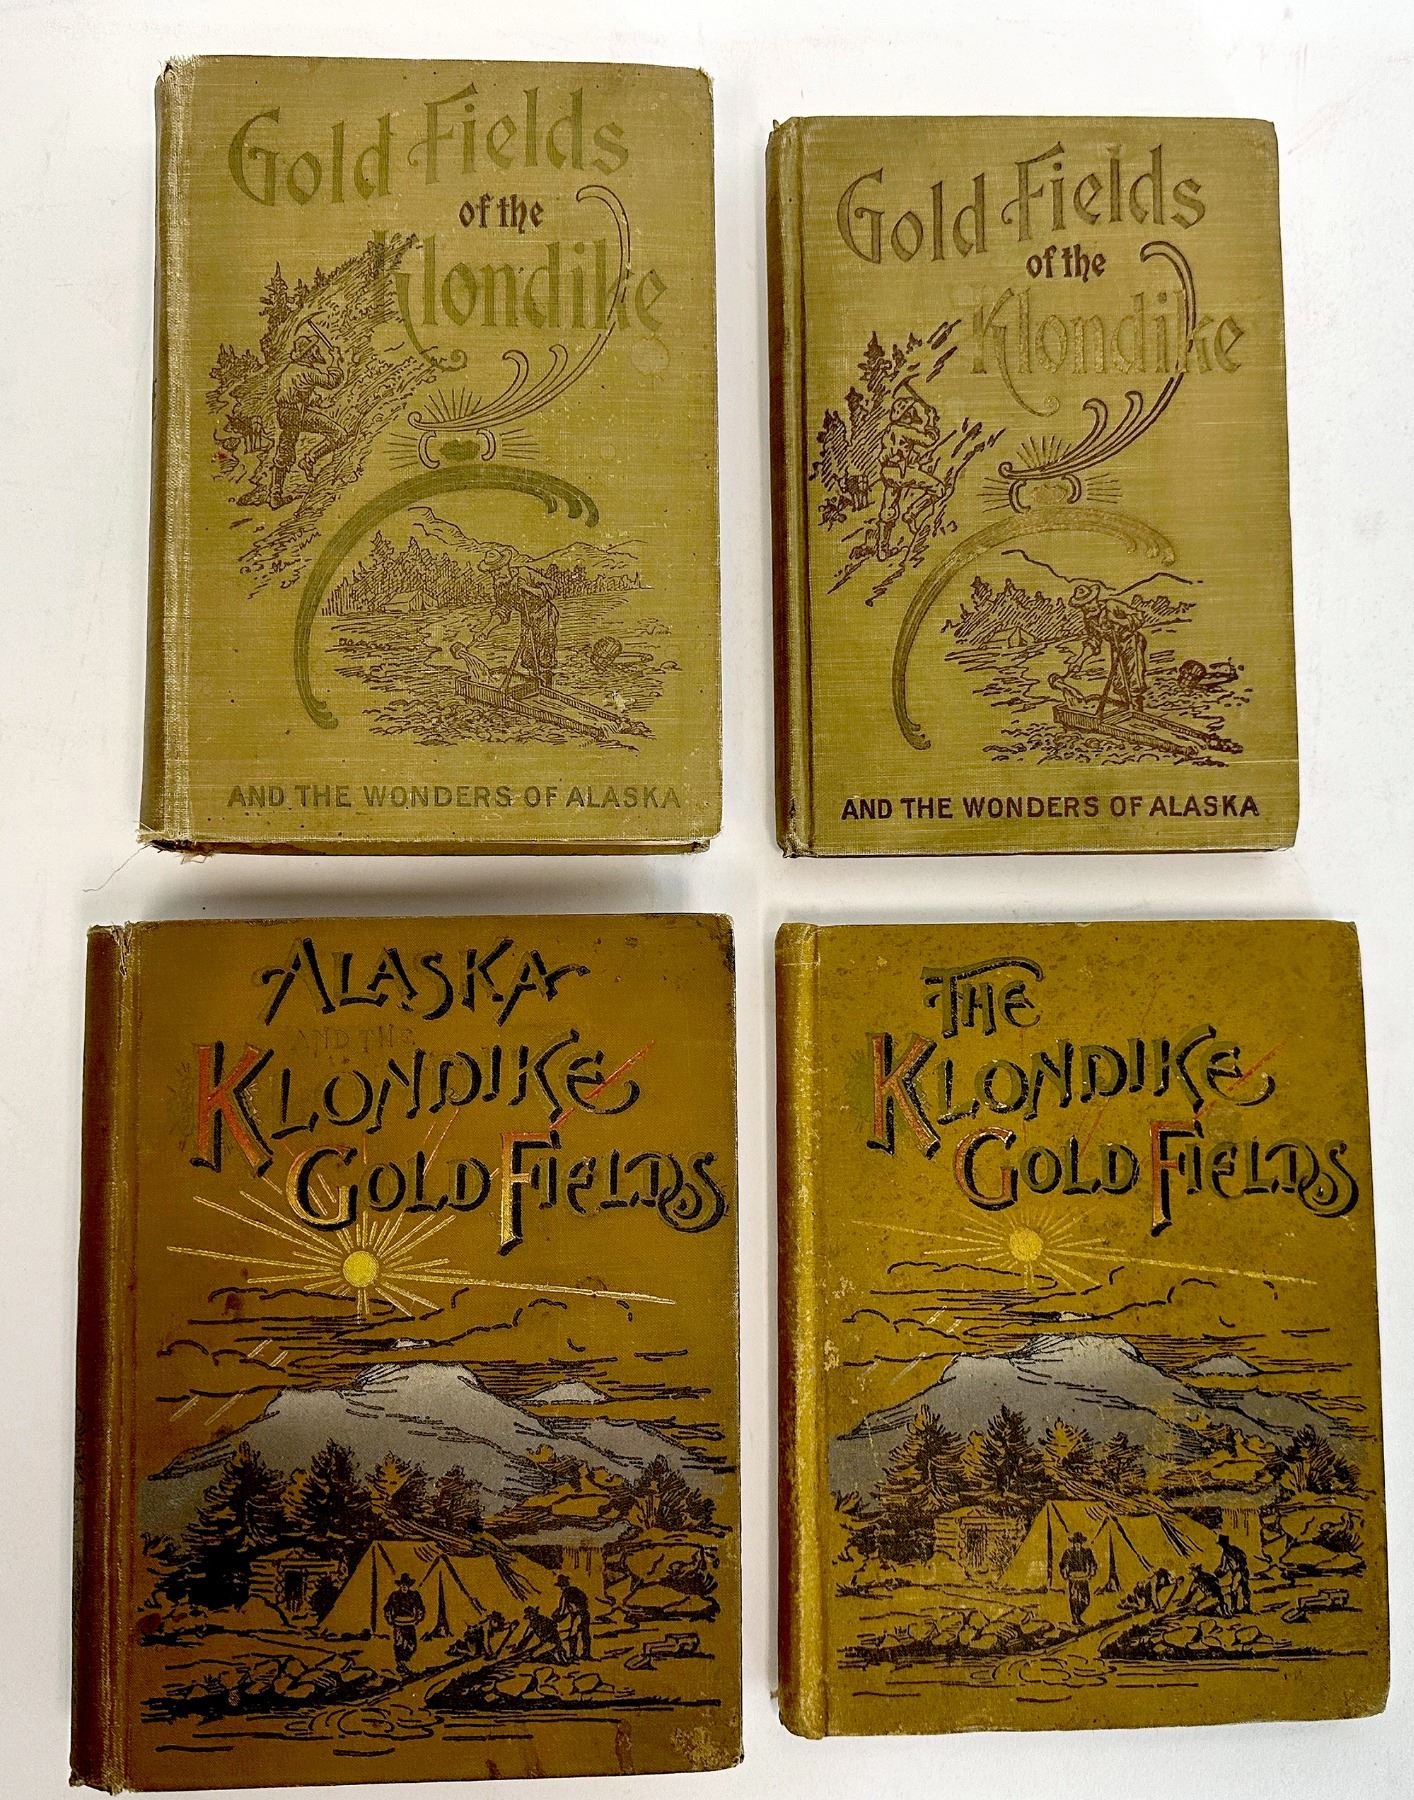 Gold Fields
of the
Klondike
AND THE WONDERS OF ALASKA
Gold Fields
of the
Klondike
AND THE WONDERS OF ALASKA
ALASKA
AND THE
KLONDIKE
GOLD FIELDS
THE
KLONDIKE
GOLD FIELDS